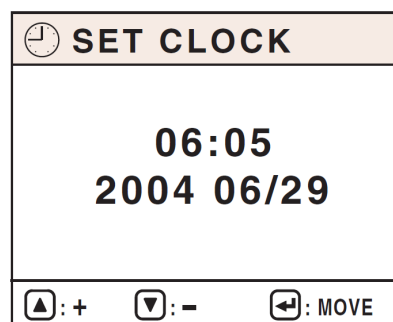 SET CLOCK
06:05
2004 06/29
▲ : + ▼ : − ↵ : MOVE